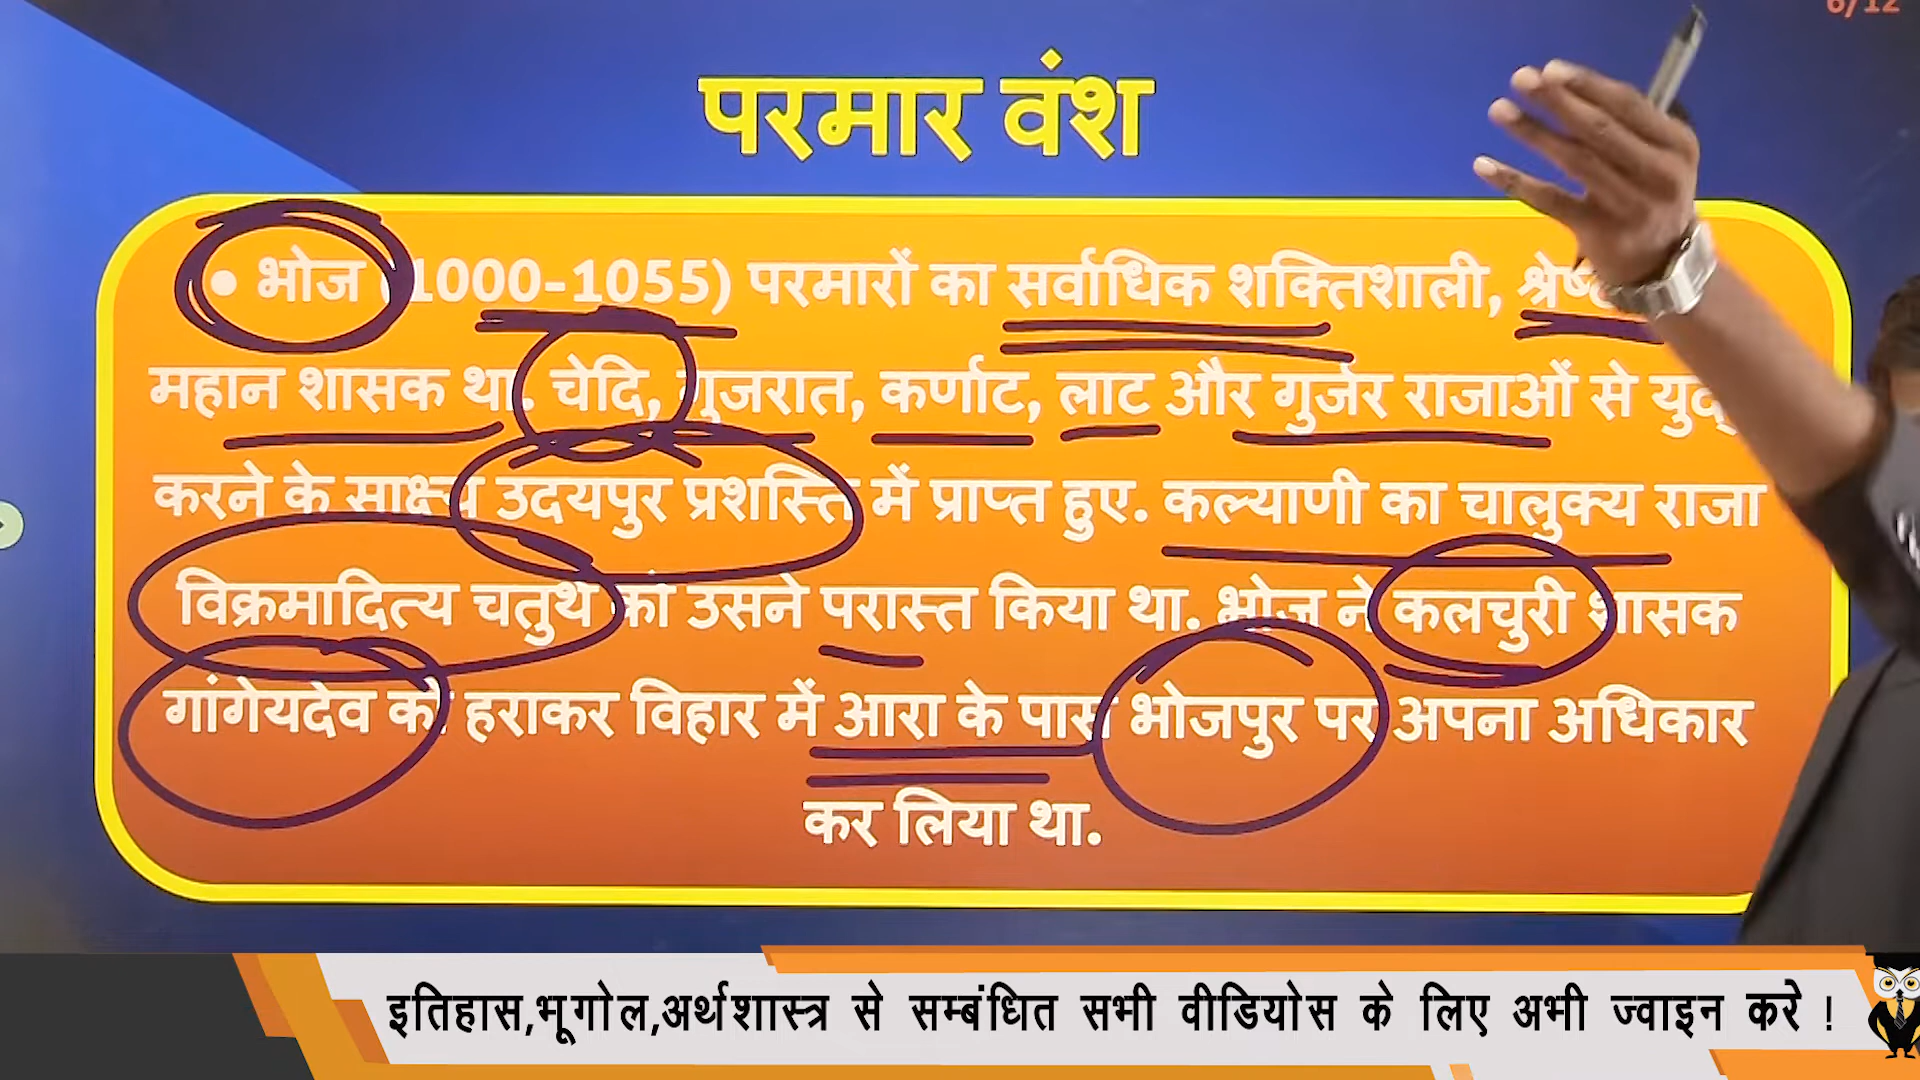 6/12
परमार वंश
• भोज (1000-1055) परमारों का सर्वाधिक शक्तिशाली,
महान शासक था. चेदि, गुजरात, कर्णाट, लाट और गुर्जर राजाओं से
करने के साक्ष्य उदयपुर प्रशस्ति में प्राप्त हुए. कल्याणी का चालुक्य राजा
विक्रमादित्य चतुर्थ को उसने परास्त किया था. भोज ने कलचुरी शासक
गांगेयदेव को हराकर विहार में आरा के पास भोजपुर पर अपना अधिकार
कर लिया था.
इतिहास,भूगोल,अर्थशास्त्र से सम्बंधित सभी वीडियोस के लिए अभी ज्वाइन करे !